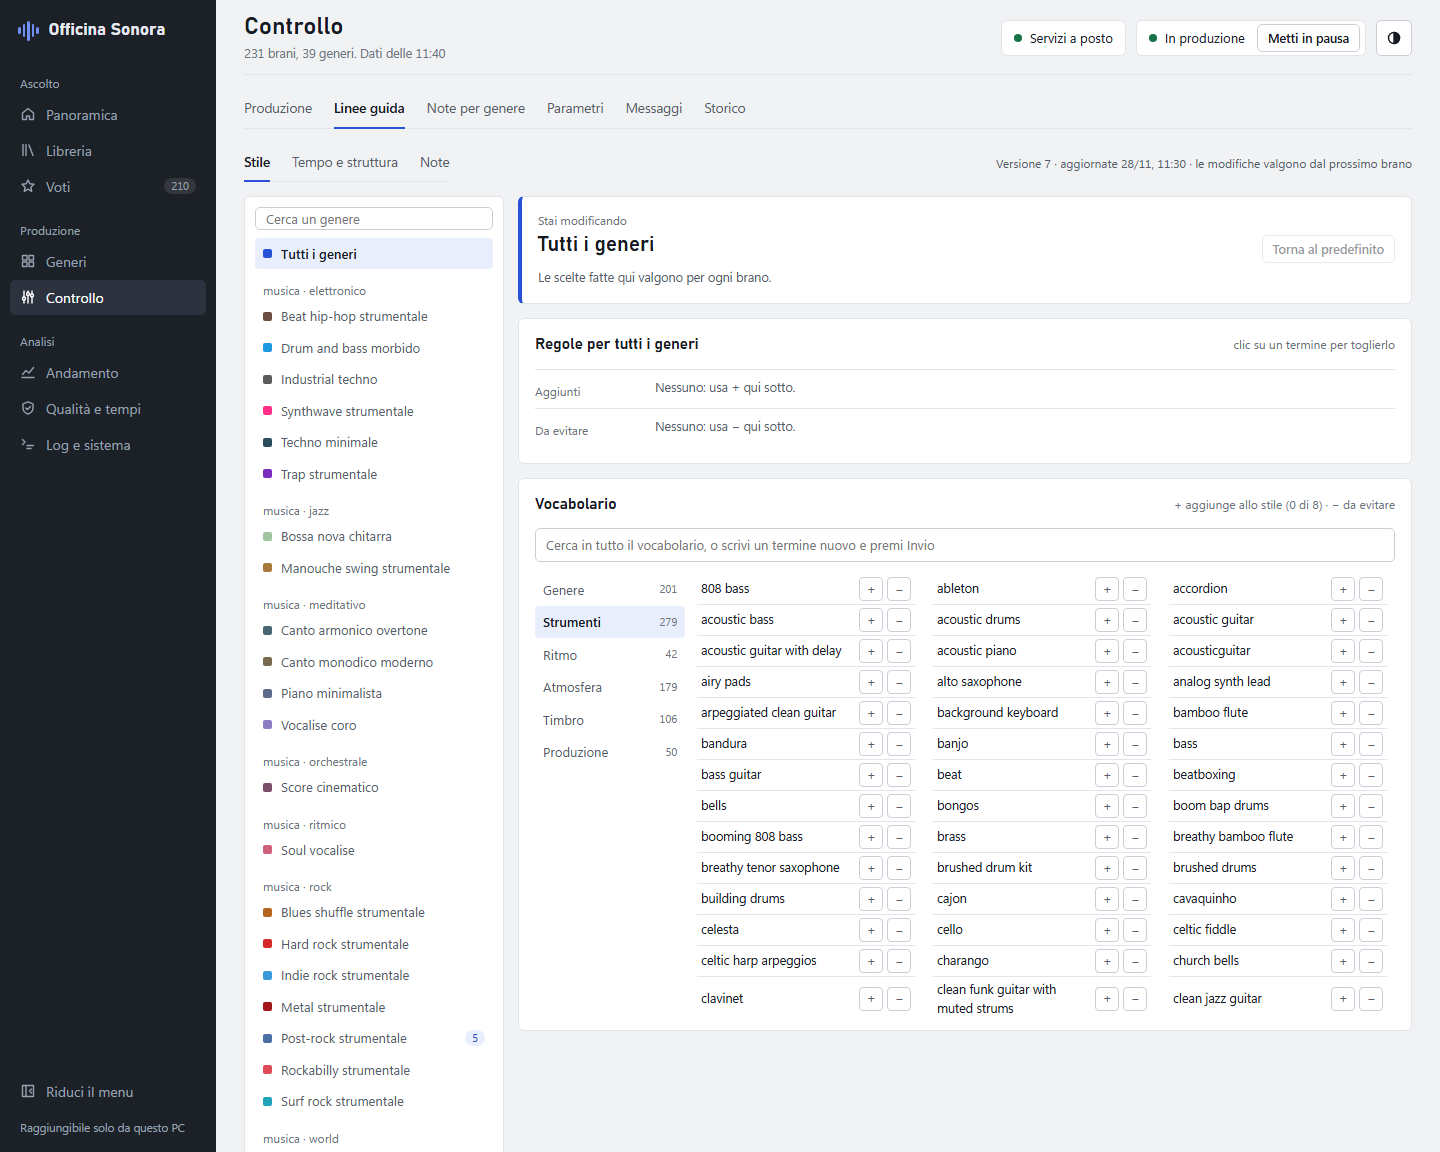 Officina Sonora
Ascolto
Panoramica
Libreria
Voti 210
Produzione
Generi
Controllo
Analisi
Andamento
Qualità e tempi
Log e sistema
Riduci il menu
Raggiungibile solo da questo PC
Controllo
231 brani, 39 generi. Dati delle 11:40
Servizi a posto
In produzione Metti in pausa
Produzione Linee guida Note per genere Parametri Messaggi Storico
Stile Tempo e struttura Note
Versione 7 · aggiornate 28/11, 11:30 · le modifiche valgono dal prossimo brano
Cerca un genere
Tutti i generi
musica · elettronico
Beat hip-hop strumentale
Drum and bass morbido
Industrial techno
Synthwave strumentale
Techno minimale
Trap strumentale
musica · jazz
Bossa nova chitarra
Manouche swing strumentale
musica · meditativo
Canto armonico overtone
Canto monodico moderno
Piano minimalista
Vocalise coro
musica · orchestrale
Score cinematico
musica · ritmico
Soul vocalise
musica · rock
Blues shuffle strumentale
Hard rock strumentale
Indie rock strumentale
Metal strumentale
Post-rock strumentale 5
Rockabilly strumentale
Surf rock strumentale
musica · world
Stai modificando
Tutti i generi
Le scelte fatte qui valgono per ogni brano.
Torna al predefinito
Regole per tutti i generi
clic su un termine per toglierlo
Aggiunti Nessuno: usa + qui sotto.
Da evitare Nessuno: usa − qui sotto.
Vocabolario
+ aggiunge allo stile (0 di 8) · − da evitare
Cerca in tutto il vocabolario, o scrivi un termine nuovo e premi Invio
Genere 201
Strumenti 279
Ritmo 42
Atmosfera 179
Timbro 106
Produzione 50
808 bass + − ableton + − accordion + −
acoustic bass + − acoustic drums + − acoustic guitar + −
acoustic guitar with delay + − acoustic piano + − acousticguitar + −
airy pads + − alto saxophone + − analog synth lead + −
arpeggiated clean guitar + − background keyboard + − bamboo flute + −
bandura + − banjo + − bass + −
bass guitar + − beat + − beatboxing + −
bells + − bongos + − boom bap drums + −
booming 808 bass + − brass + − breathy bamboo flute + −
breathy tenor saxophone + − brushed drum kit + − brushed drums + −
building drums + − cajon + − cavaquinho + −
celesta + − cello + − celtic fiddle + −
celtic harp arpeggios + − charango + − church bells + −
clavinet + − clean funk guitar with muted strums + − clean jazz guitar + −